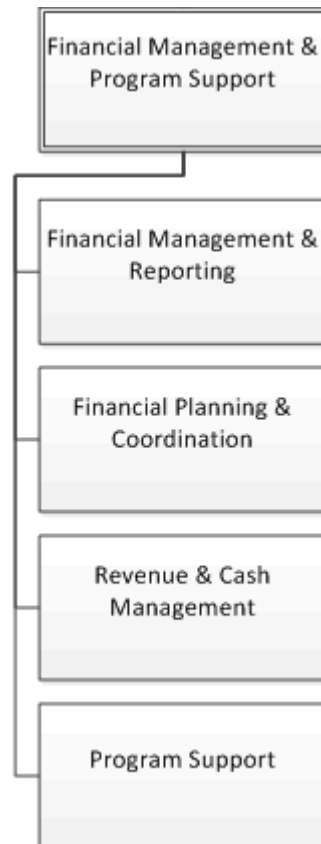 Financial Management &
Program Support
Financial Management &
Reporting
Financial Planning &
Coordination
Revenue & Cash
Management
Program Support